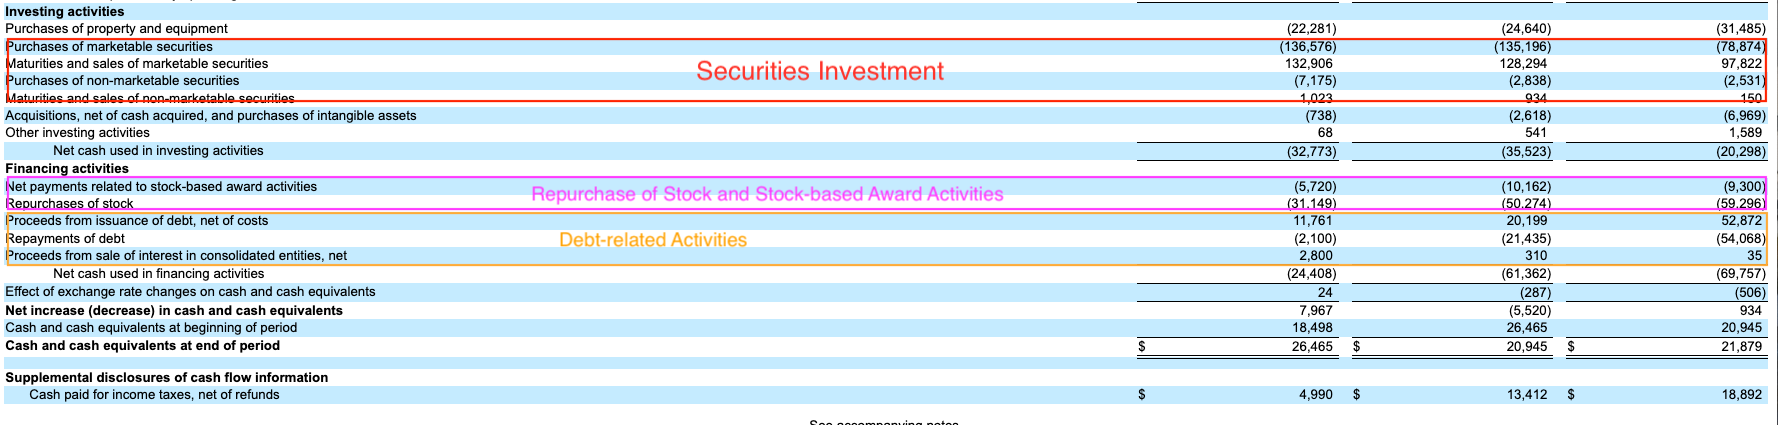 Investing activities
Purchases of property and equipment (22,281) (24,640) (31,485)
Purchases of marketable securities (136,576) (135,196) (78,874)
Maturities and sales of marketable securities 132,906 128,294 97,822
Securities Investment
Purchases of non-marketable securities (7,175) (2,838) (2,531)
Maturities and sales of non-marketable securities 1,023 934 150
Acquisitions, net of cash acquired, and purchases of intangible assets (738) (2,618) (6,969)
Other investing activities 68 541 1,589
Net cash used in investing activities (32,773) (35,523) (20,298)
Financing activities
Net payments related to stock-based award activities (5,720) (10,162) (9,300)
Repurchase of Stock and Stock-based Award Activities
Repurchases of stock (31,149) (50,274) (59,296)
Proceeds from issuance of debt, net of costs 11,761 20,199 52,872
Repayments of debt (2,100) (21,435) (54,068)
Debt-related Activities
Proceeds from sale of interest in consolidated entities, net 2,800 310 35
Net cash used in financing activities (24,408) (61,362) (69,757)
Effect of exchange rate changes on cash and cash equivalents 24 (287) (506)
Net increase (decrease) in cash and cash equivalents 7,967 (5,520) 934
Cash and cash equivalents at beginning of period 18,498 26,465 20,945
Cash and cash equivalents at end of period $ 26,465 $ 20,945 $ 21,879
Supplemental disclosures of cash flow information
Cash paid for income taxes, net of refunds $ 4,990 $ 13,412 $ 18,892
See accompanying notes